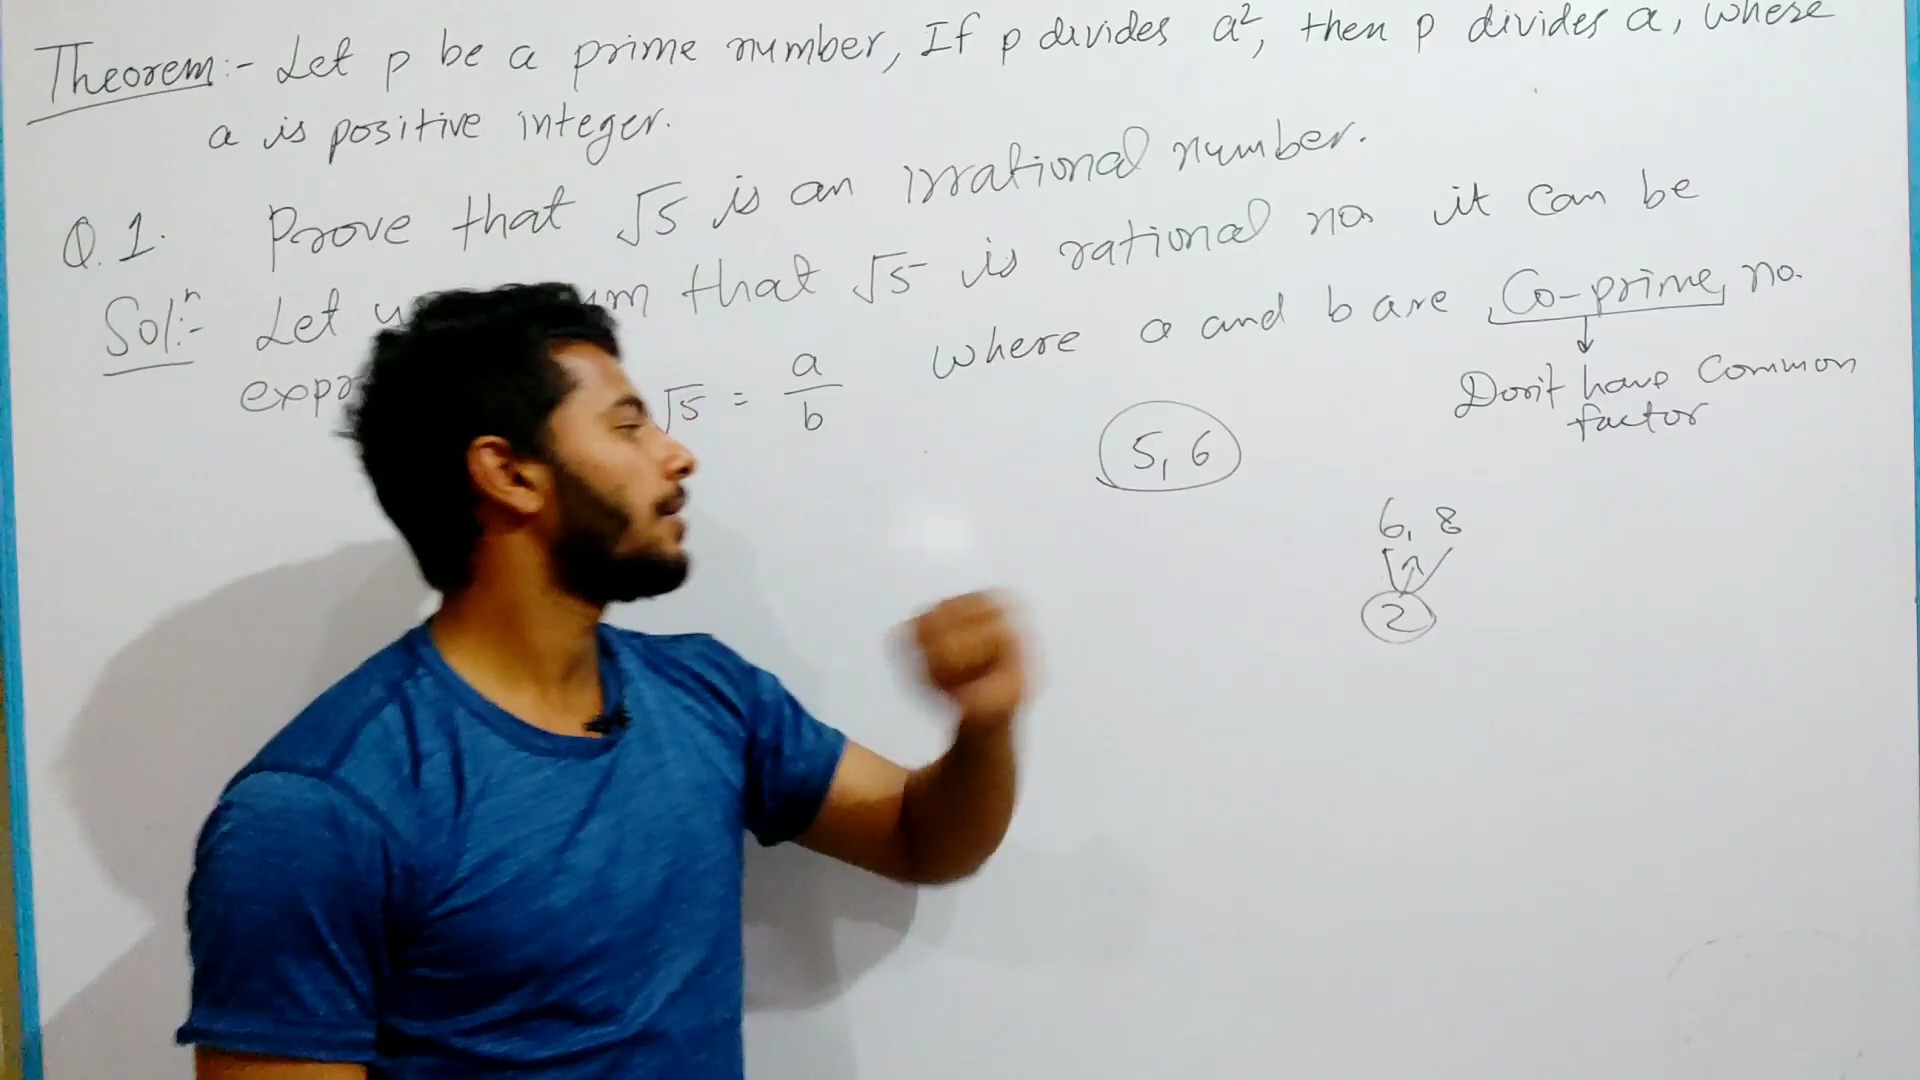 Theorem:- Let p be a prime number, If p divides a², then p divides a, where
a is positive integer.
Q.1. Prove that √5 is an irrational number.
Solⁿ:- Let that √5 is rational no. it can be
√5 = a/b where a and b are Co-prime no.
Don't have Common
factor
5, 6
6, 8
2